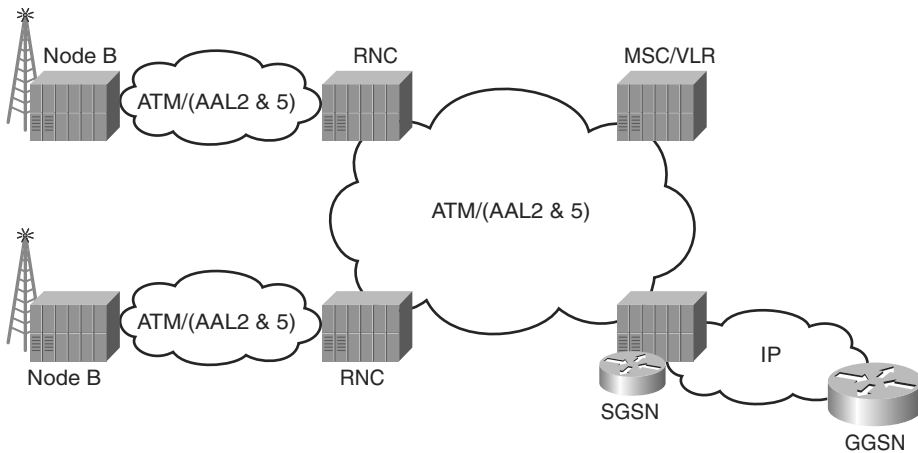 Node B
RNC
MSC/VLR
ATM/(AAL2 & 5)
ATM/(AAL2 & 5)
ATM/(AAL2 & 5)
Node B
RNC
IP
SGSN
GGSN